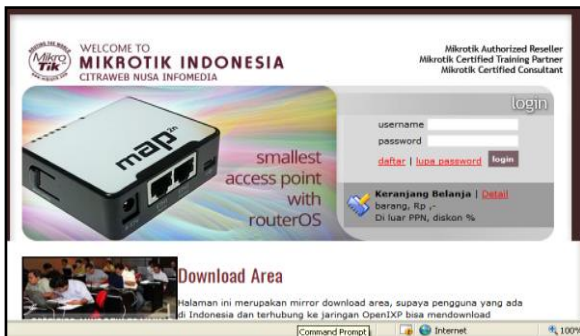 WELCOME TO
MIKROTIK INDONESIA
CITRAWEB NUSA INFOMEDIA
Mikro
Tik
Mikrotik Authorized Reseller
Mikrotik Certified Training Partner
Mikrotik Certified Consultant
map 2n
smallest
access point
with
routerOS
login
username
password
daftar | lupa password login
Keranjang Belanja | Detail
barang, Rp ,-
Di luar PPN, diskon %
Download Area
Halaman ini merupakan mirror download area, supaya pengguna yang ada
di Indonesia dan terhubung ke jaringan OpenIXP bisa mendownload
Command Prompt
Internet
100%